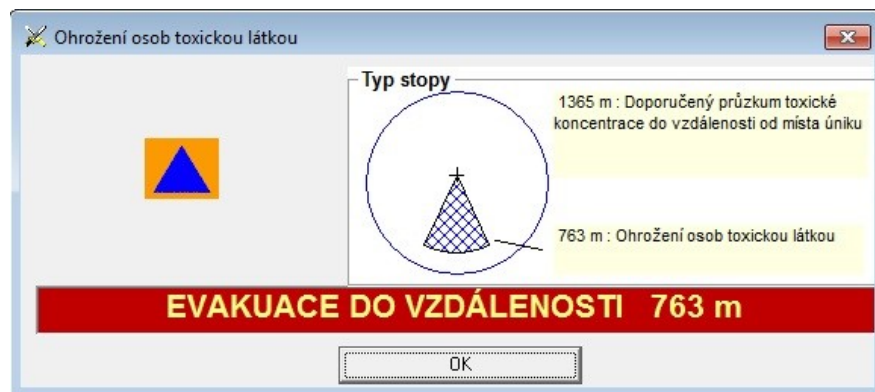 Ohrožení osob toxickou látkou
Typ stopy
1365 m : Doporučený průzkum toxické
koncentrace do vzdálenosti od místa úniku
763 m : Ohrožení osob toxickou látkou
EVAKUACE DO VZDÁLENOSTI 763 m
OK